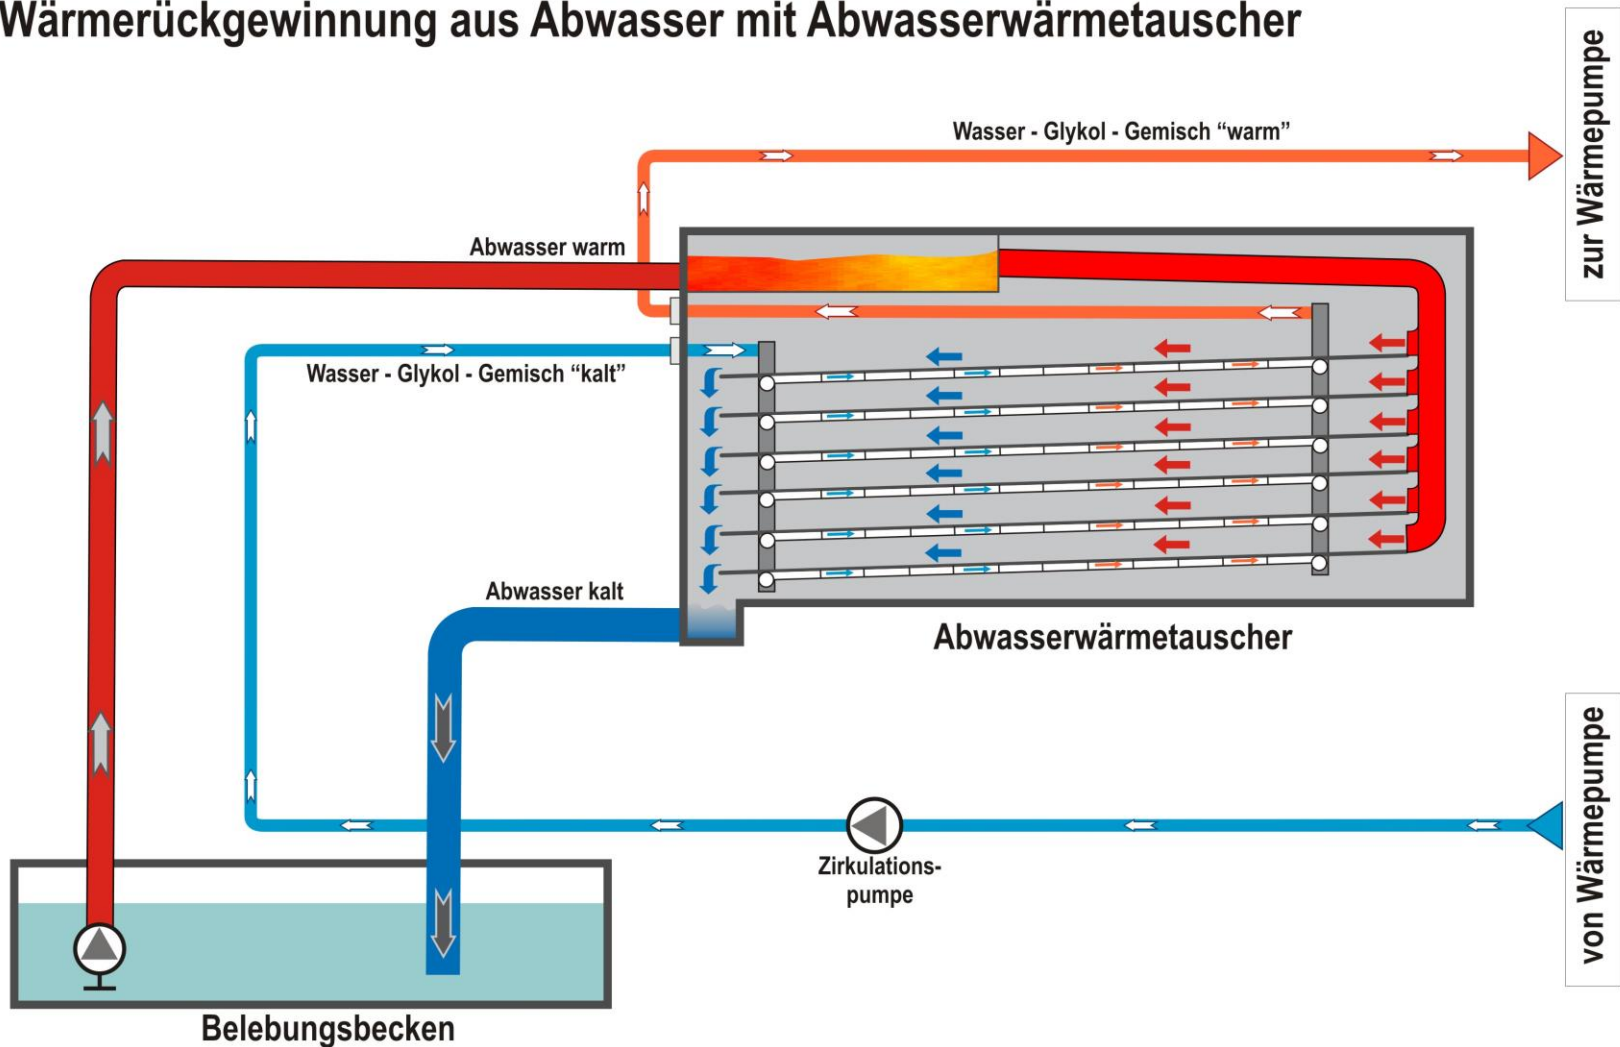 Wärmerückgewinnung aus Abwasser mit Abwasserwärmetauscher
zur Wärmepumpe
Wasser - Glykol - Gemisch “warm”
Abwasser warm
Wasser - Glykol - Gemisch “kalt”
Abwasser kalt
Abwasserwärmetauscher
von Wärmepumpe
Zirkulations-
pumpe
Belebungsbecken